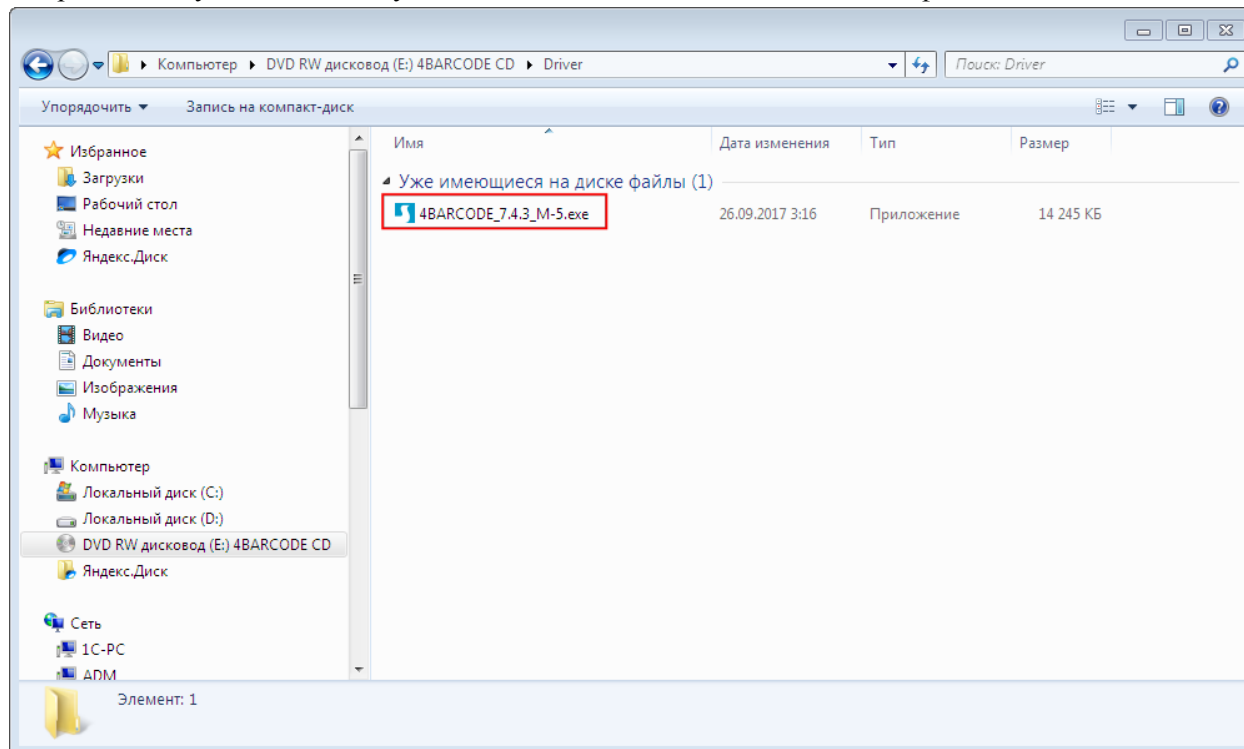 Компьютер ▸ DVD RW дисковод (E:) 4BARCODE CD ▸ Driver
Поиск: Driver
Упорядочить ▼ Запись на компакт-диск
Имя Дата изменения Тип Размер
Избранное
Загрузки
Рабочий стол
Недавние места
Яндекс.Диск
Библиотеки
Видео
Документы
Изображения
Музыка
Компьютер
Локальный диск (C:)
Локальный диск (D:)
DVD RW дисковод (E:) 4BARCODE CD
Яндекс.Диск
Сеть
1C-PC
ADM
Уже имеющиеся на диске файлы (1)
4BARCODE_7.4.3_M-5.exe 26.09.2017 3:16 Приложение 14 245 КБ
Элемент: 1